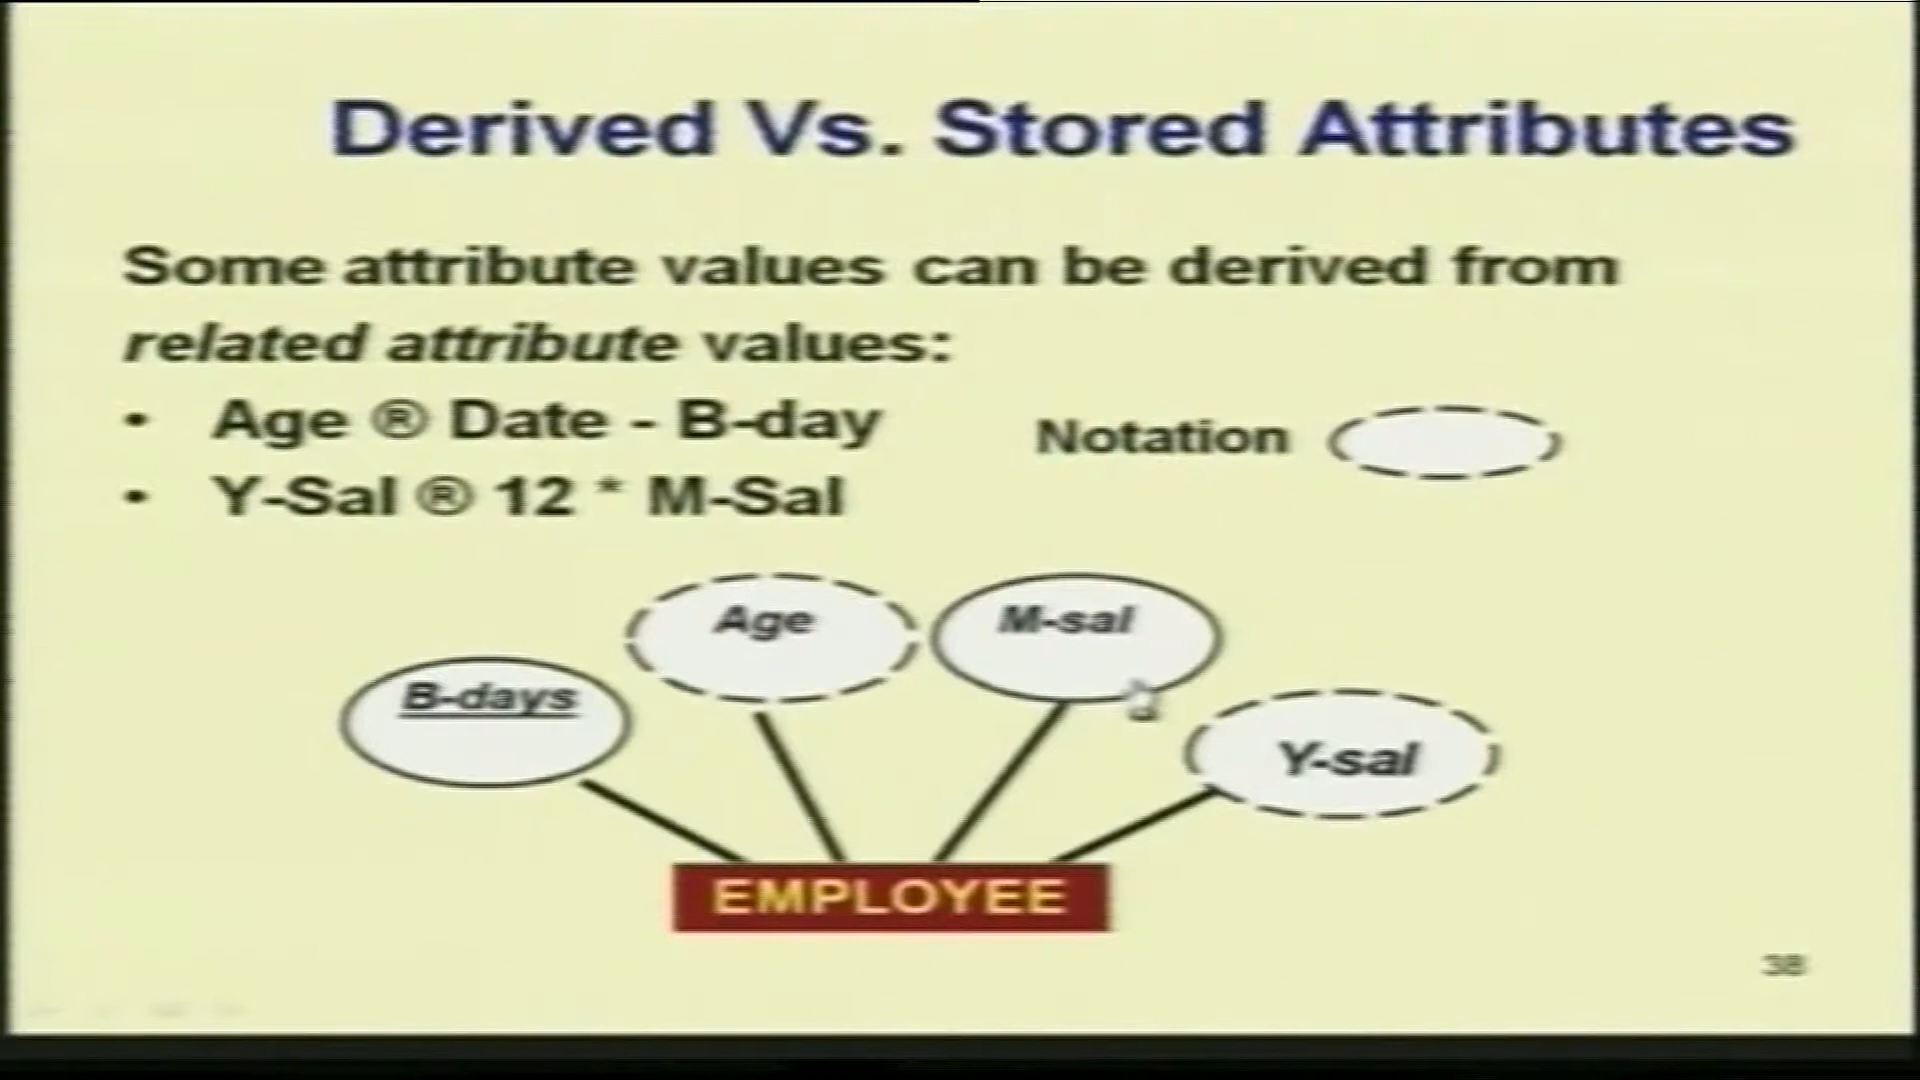 Derived Vs. Stored Attributes
Some attribute values can be derived from
related attribute values:
• Age ® Date - B-day
Notation
• Y-Sal ® 12 * M-Sal
Age
M-sal
B-days
Y-sal
EMPLOYEE
38